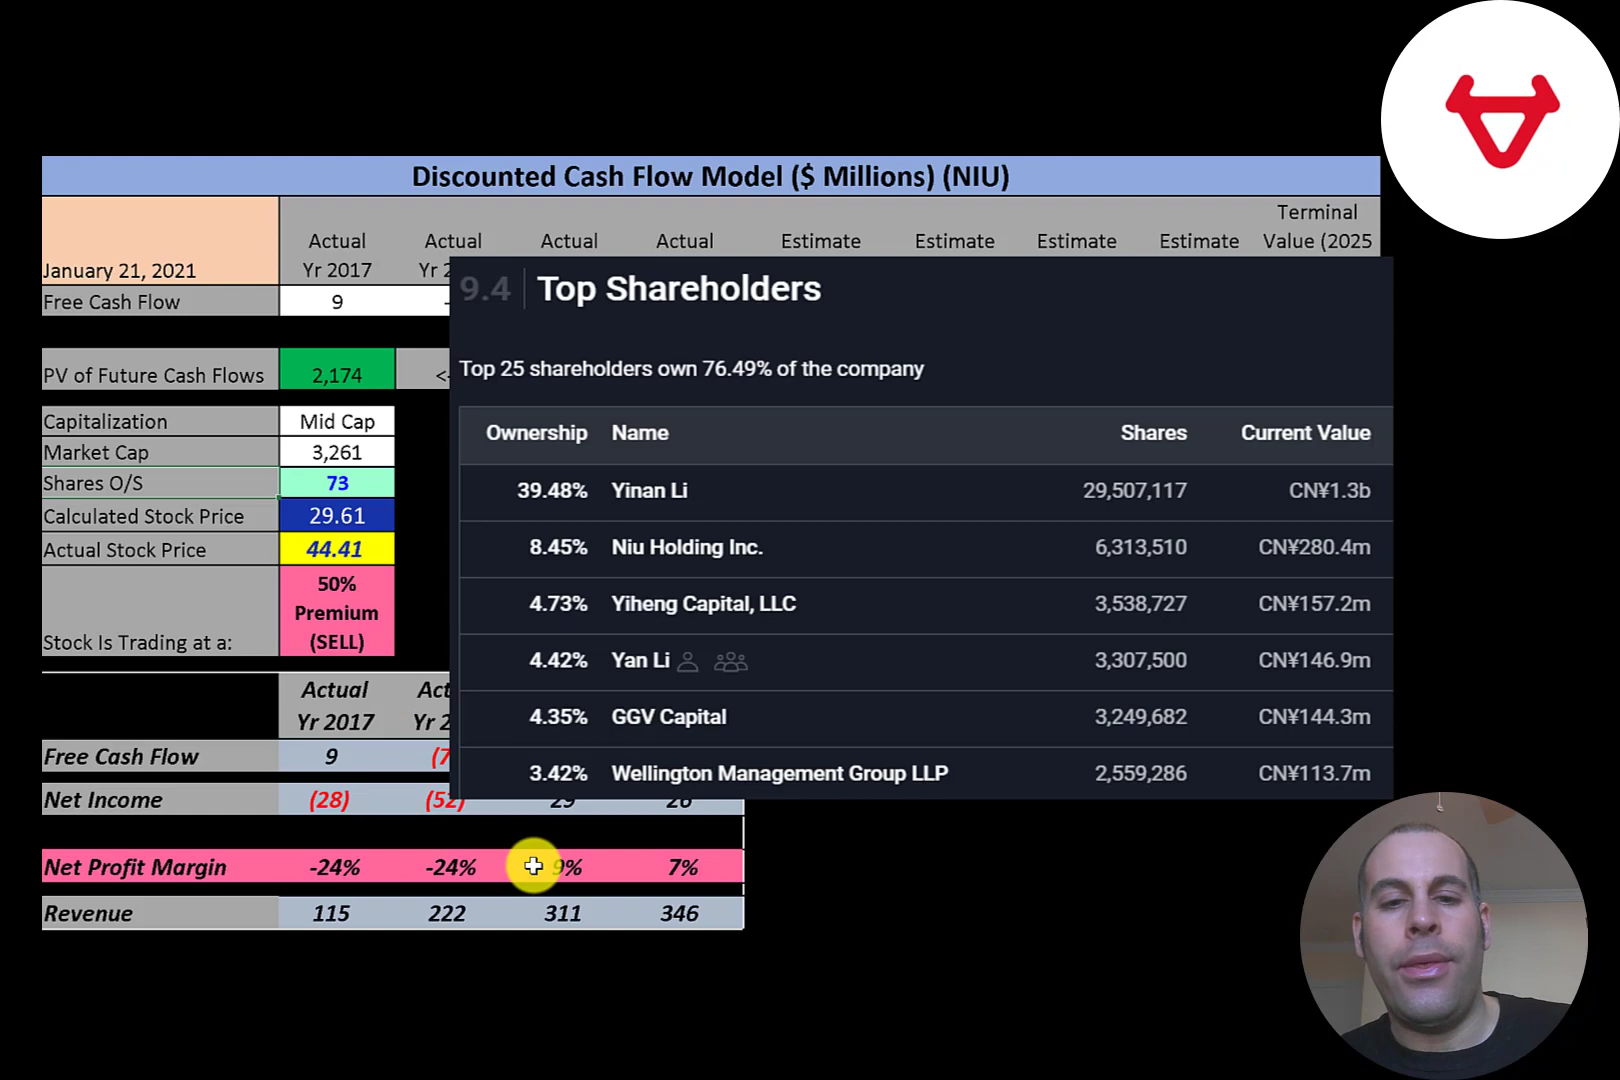 Discounted Cash Flow Model ($ Millions) (NIU)
January 21, 2021
Actual Yr 2017
Actual
Actual
Actual
Estimate
Estimate
Estimate
Estimate
Terminal Value (2025
Free Cash Flow 9
PV of Future Cash Flows 2,174
Capitalization Mid Cap
Market Cap 3,261
Shares O/S 73
Calculated Stock Price 29.61
Actual Stock Price 44.41
Stock Is Trading at a: 50% Premium (SELL)
9.4 Top Shareholders
Top 25 shareholders own 76.49% of the company
Ownership Name Shares Current Value
39.48% Yinan Li 29,507,117 CN¥1.3b
8.45% Niu Holding Inc. 6,313,510 CN¥280.4m
4.73% Yiheng Capital, LLC 3,538,727 CN¥157.2m
4.42% Yan Li 3,307,500 CN¥146.9m
4.35% GGV Capital 3,249,682 CN¥144.3m
3.42% Wellington Management Group LLP 2,559,286 CN¥113.7m
Actual
Yr 2017
Free Cash Flow 9
Net Income (28) (52) 29 26
Net Profit Margin -24% -24% 9% 7%
Revenue 115 222 311 346